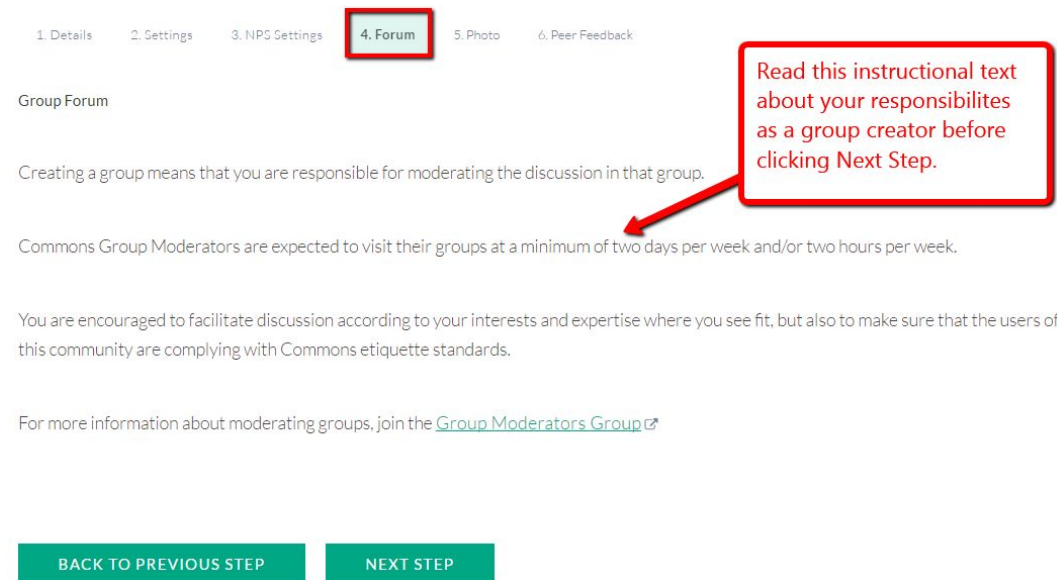 1. Details 2. Settings 3. NPS Settings 4. Forum 5. Photo 6. Peer Feedback
Read this instructional text
about your responsibilites
as a group creator before
clicking Next Step.
Group Forum
Creating a group means that you are responsible for moderating the discussion in that group.
Commons Group Moderators are expected to visit their groups at a minimum of two days per week and/or two hours per week.
You are encouraged to facilitate discussion according to your interests and expertise where you see fit, but also to make sure that the users of
this community are complying with Commons etiquette standards.
For more information about moderating groups, join the Group Moderators Group
BACK TO PREVIOUS STEP NEXT STEP